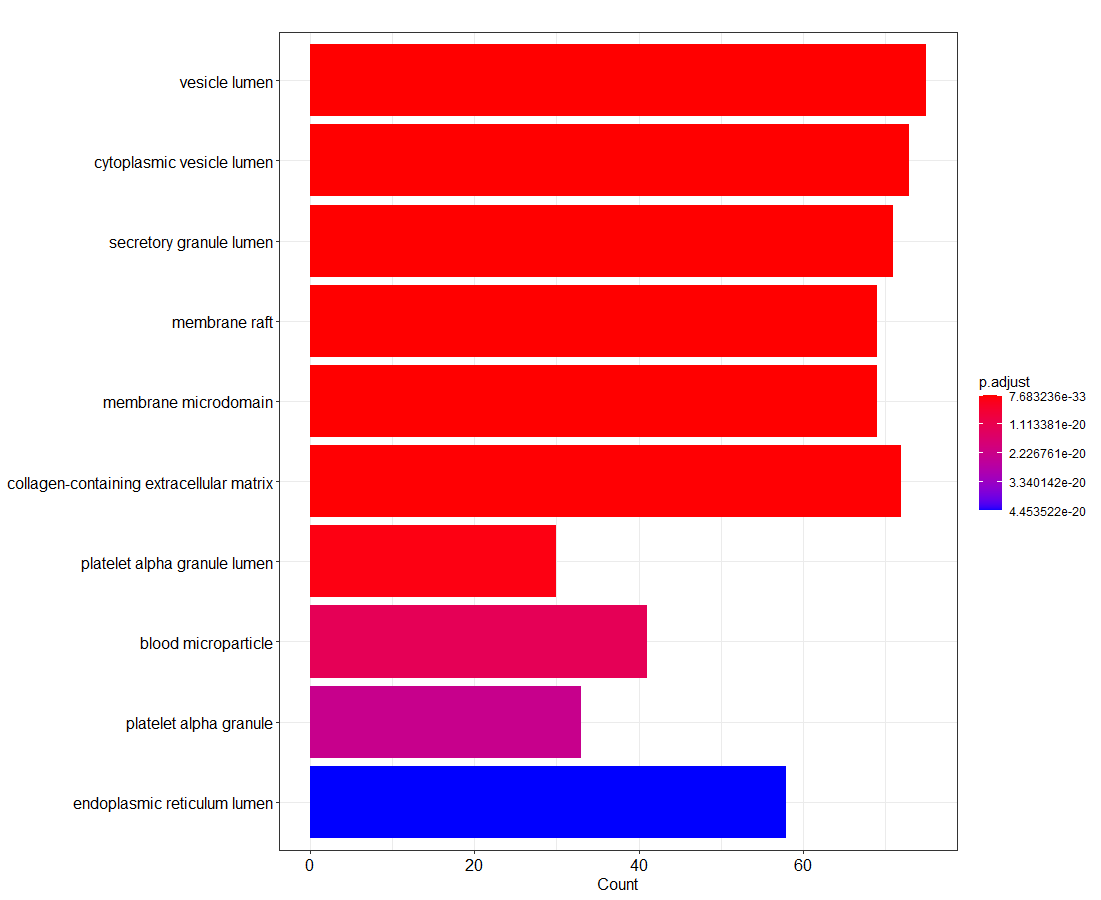 vesicle lumen
cytoplasmic vesicle lumen
secretory granule lumen
membrane raft
membrane microdomain
collagen-containing extracellular matrix
platelet alpha granule lumen
blood microparticle
platelet alpha granule
endoplasmic reticulum lumen
0 20 40 60
Count
p.adjust
7.683236e-33
1.113381e-20
2.226761e-20
3.340142e-20
4.453522e-20